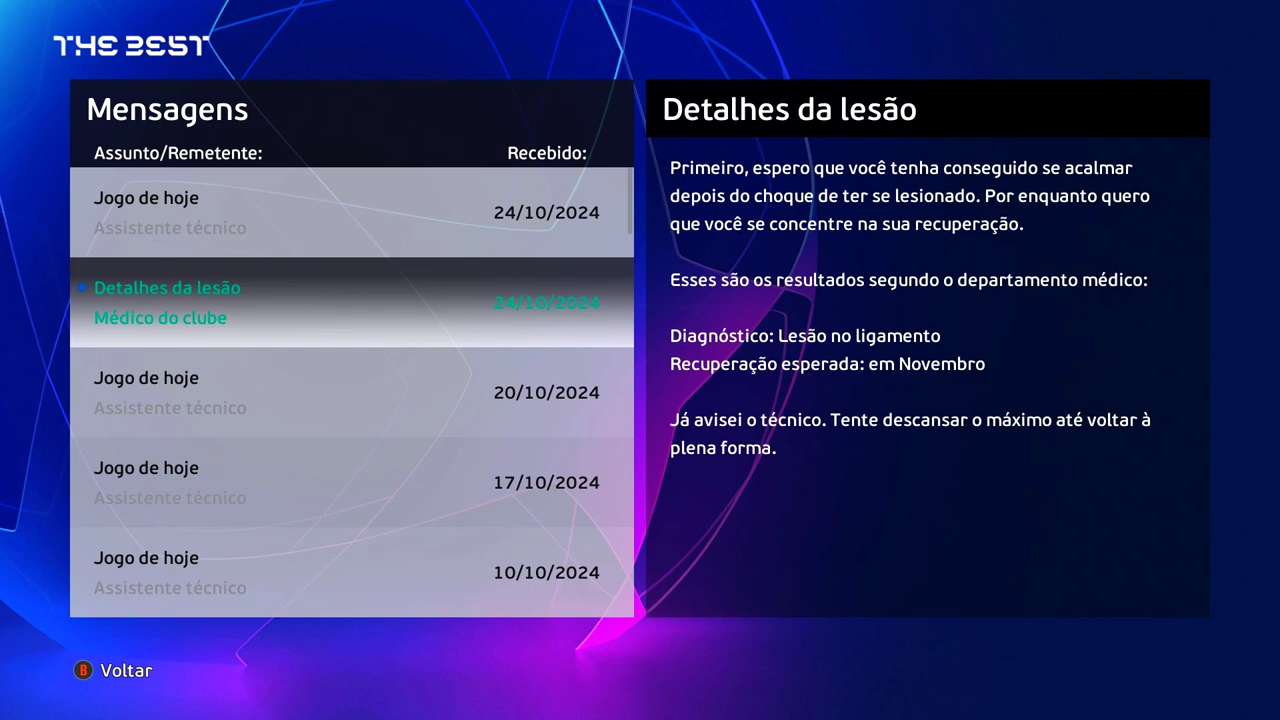 THE BEST
Mensagens
Assunto/Remetente:
Recebido:
Jogo de hoje
Assistente técnico
24/10/2024
Detalhes da lesão
Médico do clube
24/10/2024
Jogo de hoje
Assistente técnico
20/10/2024
Jogo de hoje
Assistente técnico
17/10/2024
Jogo de hoje
Assistente técnico
10/10/2024
Detalhes da lesão
Primeiro, espero que você tenha conseguido se acalmar
depois do choque de ter se lesionado. Por enquanto quero
que você se concentre na sua recuperação.
Esses são os resultados segundo o departamento médico:
Diagnóstico: Lesão no ligamento
Recuperação esperada: em Novembro
Já avisei o técnico. Tente descansar o máximo até voltar à
plena forma.
B Voltar